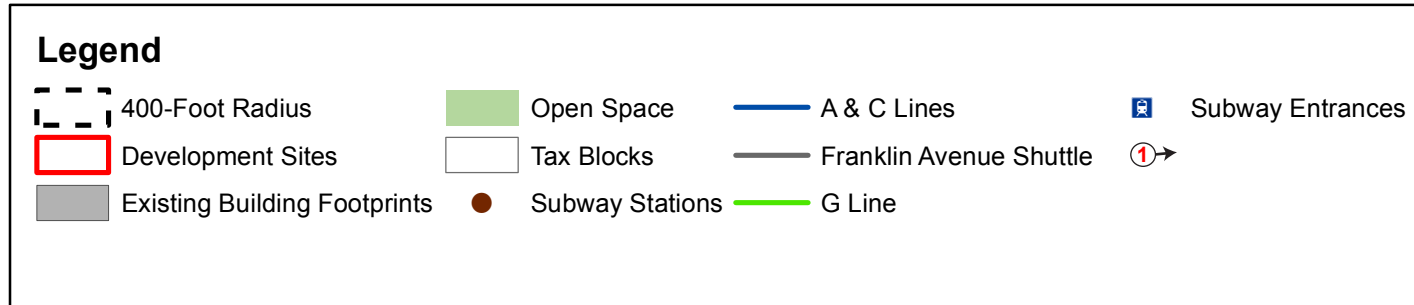 Legend
400-Foot Radius
Development Sites
Existing Building Footprints
Open Space
Tax Blocks
Subway Stations
A & C Lines
Franklin Avenue Shuttle
G Line
Subway Entrances
1